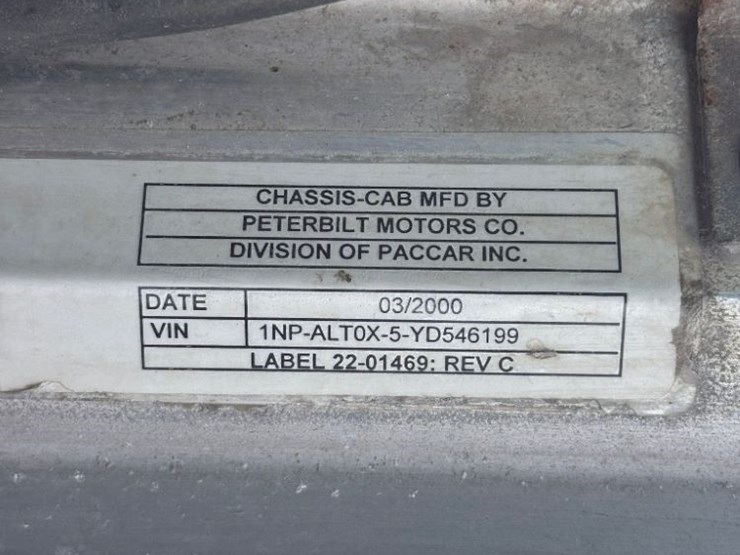 CHASSIS-CAB MFD BY
PETERBILT MOTORS CO.
DIVISION OF PACCAR INC.
DATE 03/2000
VIN 1NP-ALT0X-5-YD546199
LABEL 22-01469: REV C